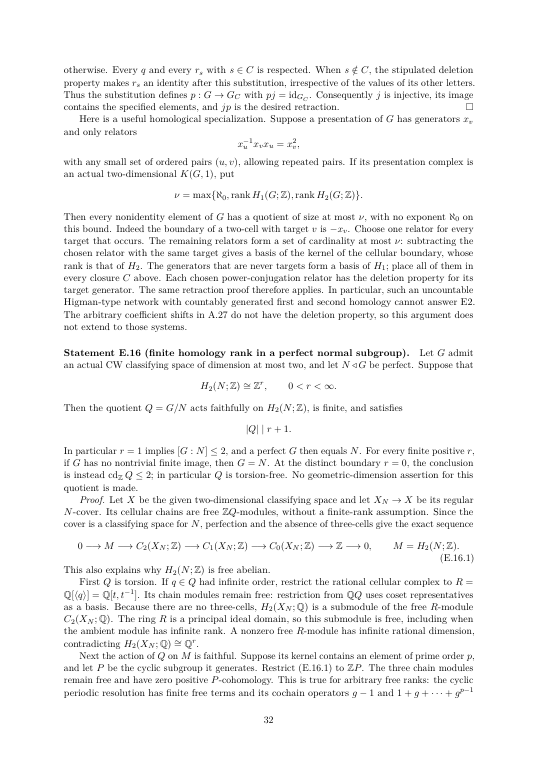 otherwise. Every q and every r_s with s ∈ C is respected. When s ∉ C, the stipulated deletion
property makes r_s an identity after this substitution, irrespective of the values of its other letters.
Thus the substitution defines p : G → G_C with pj = id_{G_C}. Consequently j is injective, its image
contains the specified elements, and jp is the desired retraction. □
Here is a useful homological specialization. Suppose a presentation of G has generators x_v
and only relators
x_u^{-1} x_v x_u = x_v^2,
with any small set of ordered pairs (u, v), allowing repeated pairs. If its presentation complex is
an actual two-dimensional K(G, 1), put
ν = max{ℵ_0, rank H_1(G; ℤ), rank H_2(G; ℤ)}.
Then every nonidentity element of G has a quotient of size at most ν, with no exponent ℵ_0 on
this bound. Indeed the boundary of a two-cell with target v is −x_v. Choose one relator for every
target that occurs. The remaining relators form a set of cardinality at most ν: subtracting the
chosen relator with the same target gives a basis of the kernel of the cellular boundary, whose
rank is that of H_2. The generators that are never targets form a basis of H_1; place all of them in
every closure C above. Each chosen power-conjugation relator has the deletion property for its
target generator. The same retraction proof therefore applies. In particular, such an uncountable
Higman-type network with countably generated first and second homology cannot answer E2.
The arbitrary coefficient shifts in A.27 do not have the deletion property, so this argument does
not extend to those systems.
Statement E.16 (finite homology rank in a perfect normal subgroup). Let G admit
an actual CW classifying space of dimension at most two, and let N ◁ G be perfect. Suppose that
H_2(N; ℤ) ≅ ℤ^r, 0 < r < ∞.
Then the quotient Q = G/N acts faithfully on H_2(N; ℤ), is finite, and satisfies
|Q| | r + 1.
In particular r = 1 implies [G : N] ≤ 2, and a perfect G then equals N. For every finite positive r,
if G has no nontrivial finite image, then G = N. At the distinct boundary r = 0, the conclusion
is instead cd_ℤ Q ≤ 2; in particular Q is torsion-free. No geometric-dimension assertion for this
quotient is made.
Proof. Let X be the given two-dimensional classifying space and let X_N → X be its regular
N-cover. Its cellular chains are free ℤQ-modules, without a finite-rank assumption. Since the
cover is a classifying space for N, perfection and the absence of three-cells give the exact sequence
0 ⟶ M ⟶ C_2(X_N; ℤ) ⟶ C_1(X_N; ℤ) ⟶ C_0(X_N; ℤ) ⟶ ℤ ⟶ 0, M = H_2(N; ℤ).
(E.16.1)
This also explains why H_2(N; ℤ) is free abelian.
First Q is torsion. If q ∈ Q had infinite order, restrict the rational cellular complex to R =
ℚ[⟨q⟩] = ℚ[t, t^{-1}]. Its chain modules remain free: restriction from ℚQ uses coset representatives
as a basis. Because there are no three-cells, H_2(X_N; ℚ) is a submodule of the free R-module
C_2(X_N; ℚ). The ring R is a principal ideal domain, so this submodule is free, including when
the ambient module has infinite rank. A nonzero free R-module has infinite rational dimension,
contradicting H_2(X_N; ℚ) ≅ ℚ^r.
Next the action of Q on M is faithful. Suppose its kernel contains an element of prime order p,
and let P be the cyclic subgroup it generates. Restrict (E.16.1) to ℤP. The three chain modules
remain free and have zero positive P-cohomology. This is true for arbitrary free ranks: the cyclic
periodic resolution has finite free terms and its cochain operators g − 1 and 1 + g + ⋯ + g^{p−1}
32